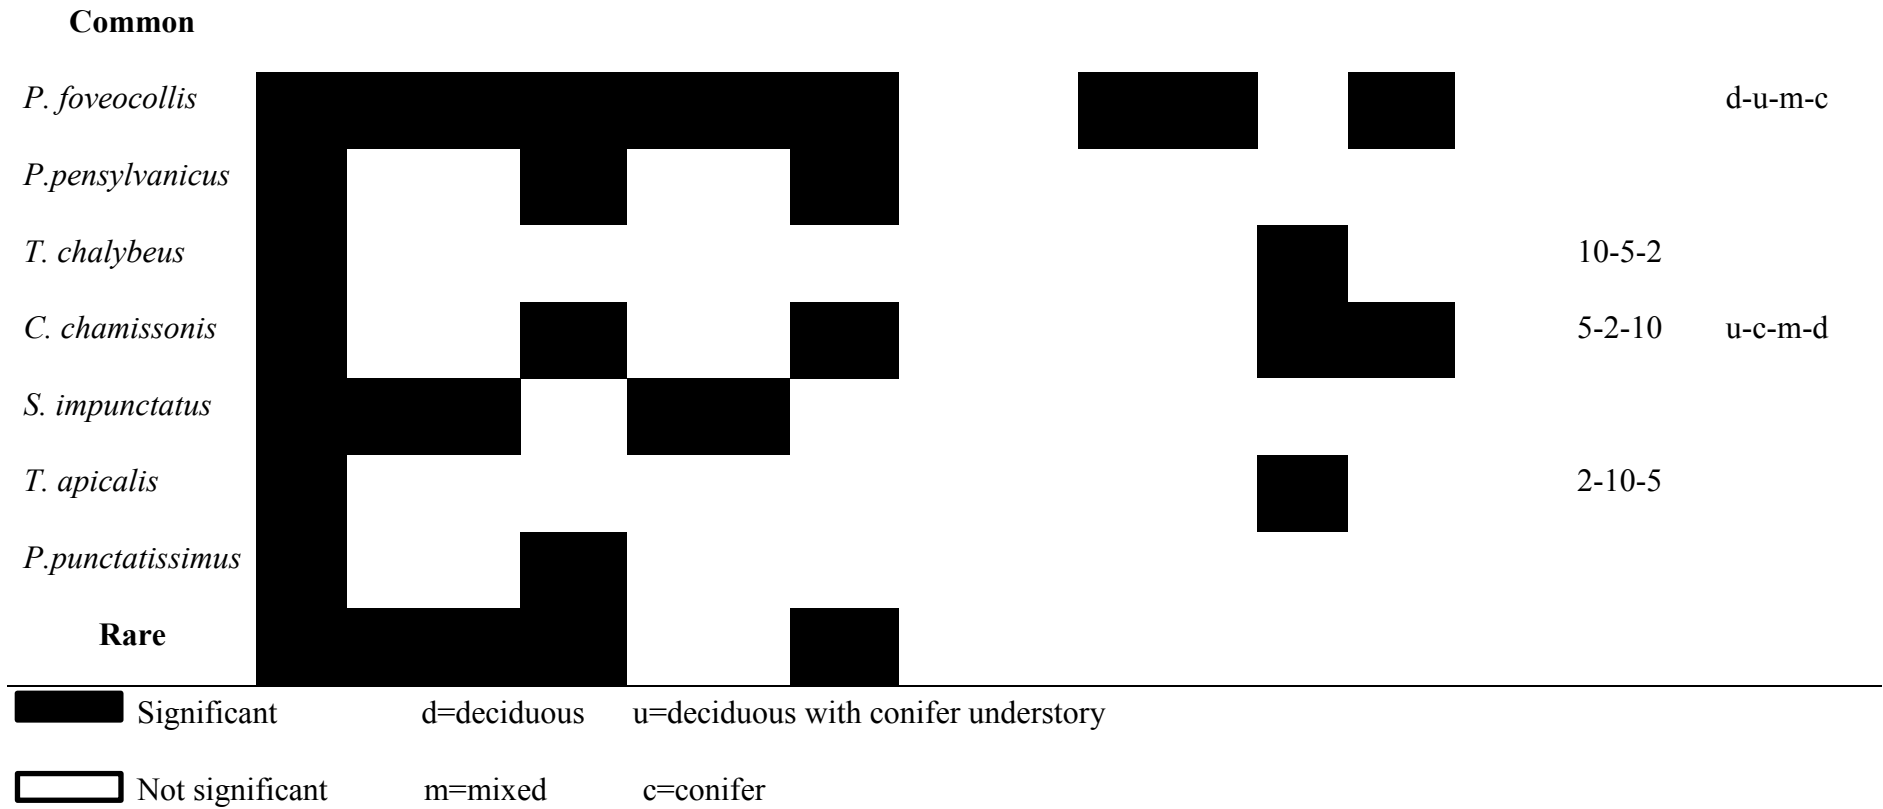 Common
P. foveocollis d-u-m-c
P.pensylvanicus
T. chalybeus 10-5-2
C. chamissonis 5-2-10 u-c-m-d
S. impunctatus
T. apicalis 2-10-5
P.punctatissimus
Rare
Significant d=deciduous u=deciduous with conifer understory
Not significant m=mixed c=conifer